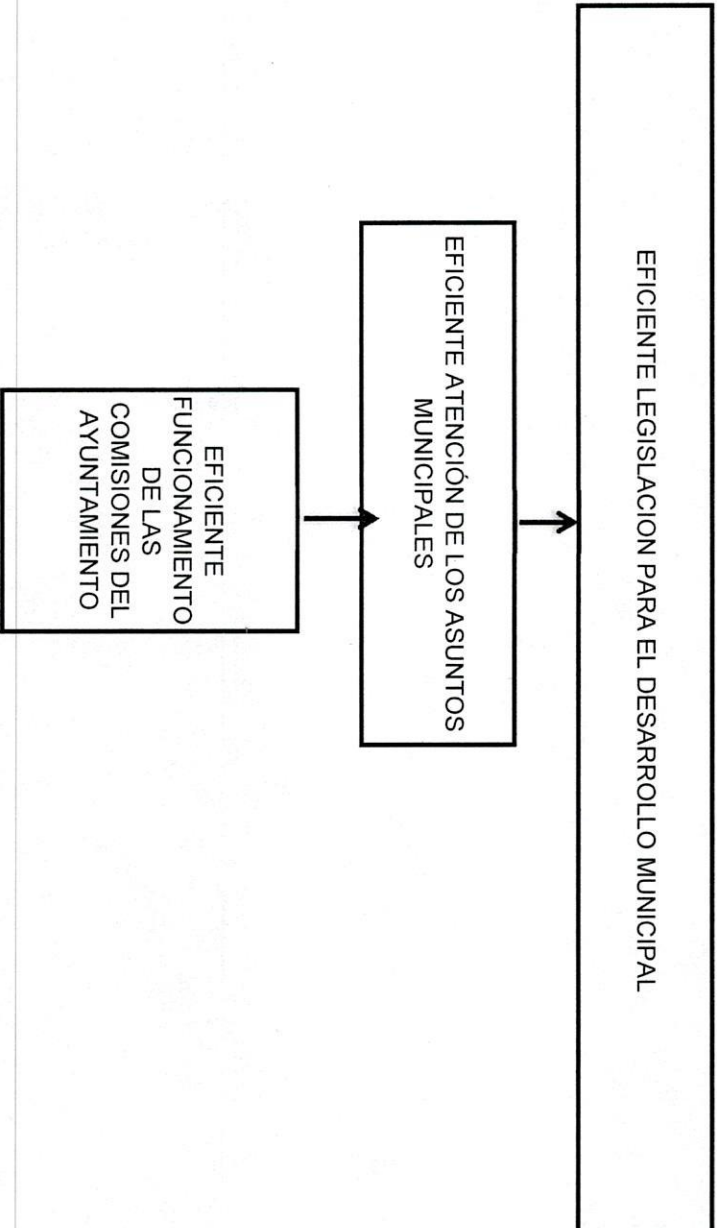 EFICIENTE LEGISLACION PARA EL DESARROLLO MUNICIPAL
EFICIENTE ATENCIÓN DE LOS ASUNTOS
MUNICIPALES
EFICIENTE
FUNCIONAMIENTO
DE LAS
COMISIONES DEL
AYUNTAMIENTO